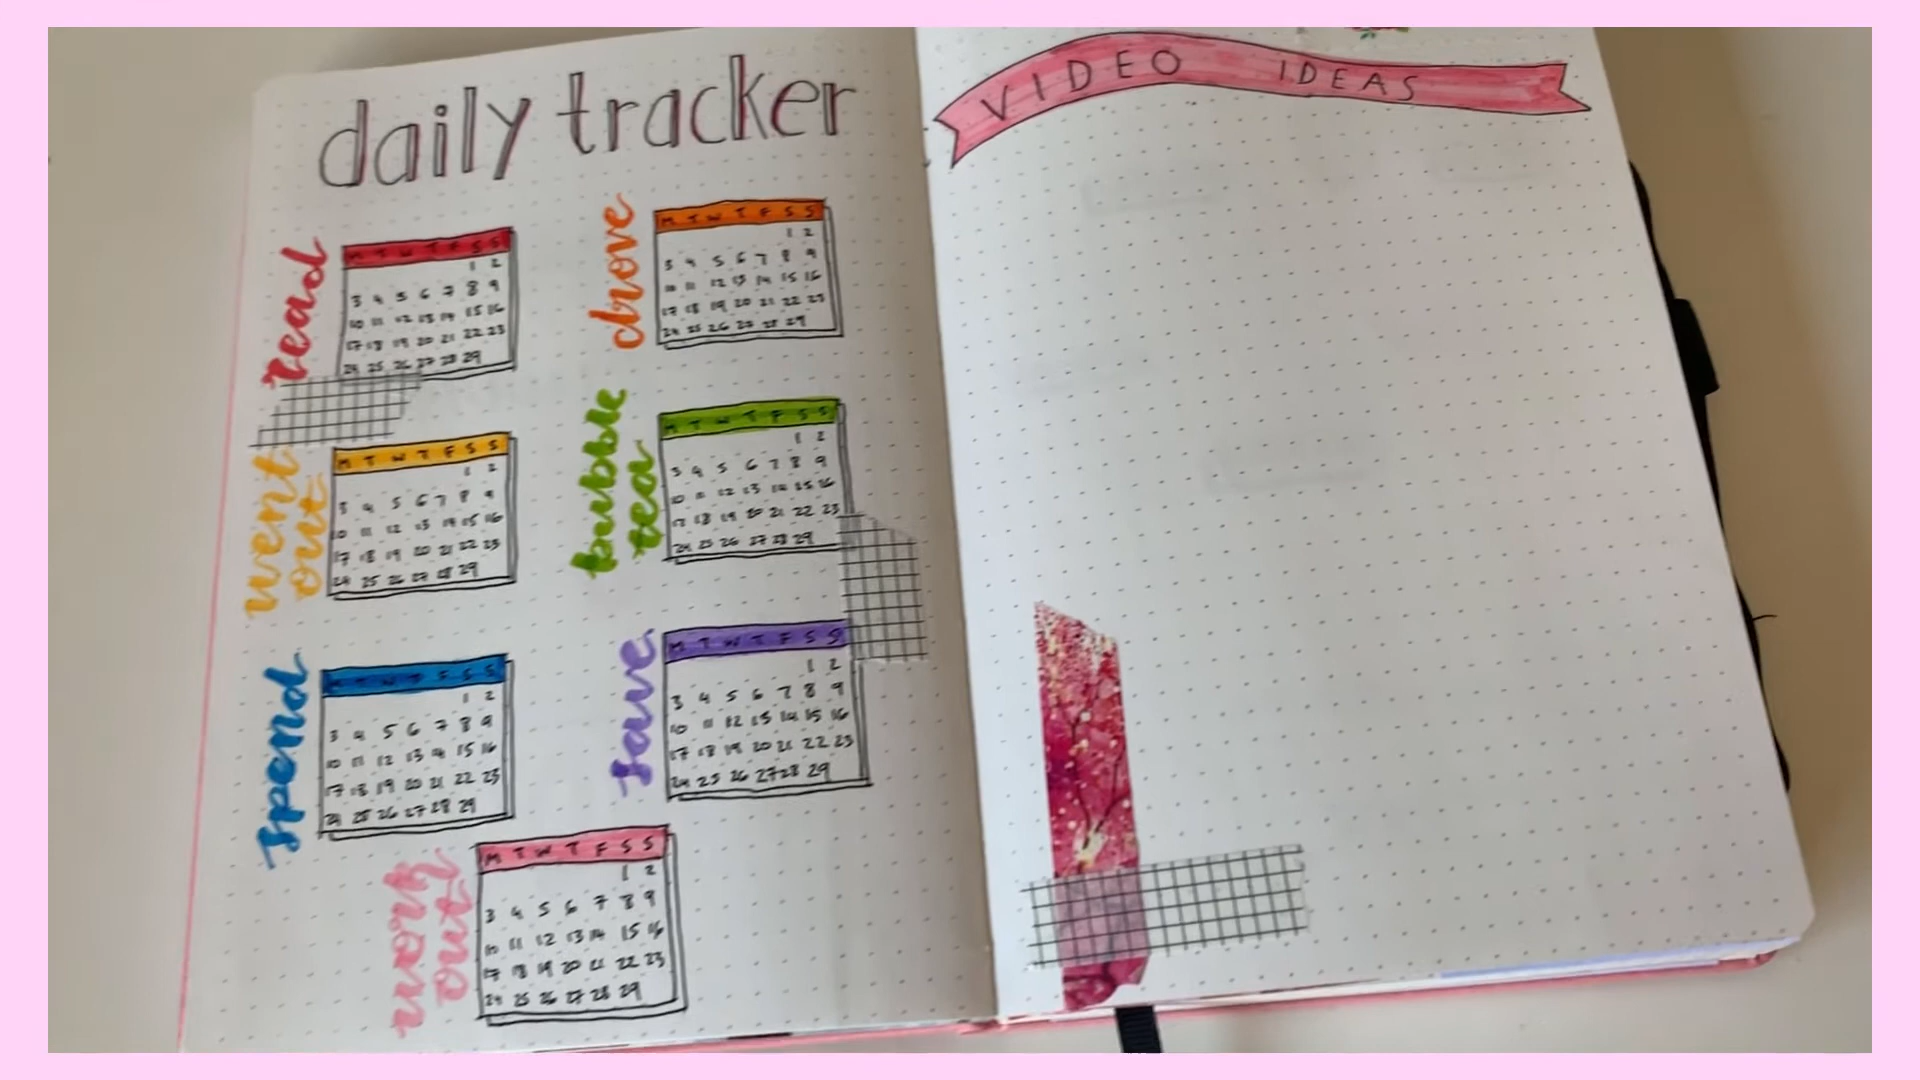 daily tracker
read
M T W T F S S
1 2
3 4 5 6 7 8 9
10 11 12 13 14 15 16
17 18 19 20 21 22 23
24 25 26 27 28 29
drove
M T W T F S S
1 2
3 4 5 6 7 8 9
10 11 12 13 14 15 16
17 18 19 20 21 22 23
24 25 26 27 28 29
went
out
M T W T F S S
1 2
3 4 5 6 7 8 9
10 11 12 13 14 15 16
17 18 19 20 21 22 23
24 25 26 27 28 29
bubble
tea
M T W T F S S
1 2
3 4 5 6 7 8 9
10 11 12 13 14 15 16
17 18 19 20 21 22 23
24 25 26 27 28 29
spend
M T W T F S S
1 2
3 4 5 6 7 8 9
10 11 12 13 14 15 16
17 18 19 20 21 22 23
24 25 26 27 28 29
save
M T W T F S S
1 2
3 4 5 6 7 8 9
10 11 12 13 14 15 16
17 18 19 20 21 22 23
24 25 26 27 28 29
work
out
M T W T F S S
1 2
3 4 5 6 7 8 9
10 11 12 13 14 15 16
17 18 19 20 21 22 23
24 25 26 27 28 29
VIDEO IDEAS